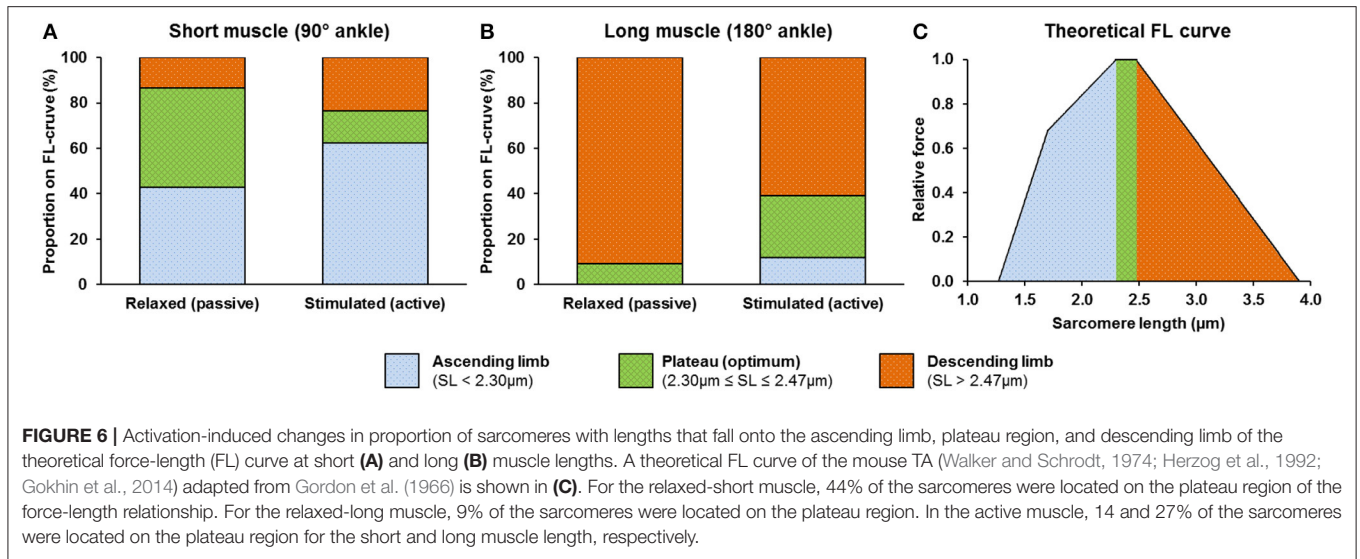 A
Short muscle (90° ankle)
Proportion on FL-cruve (%)
100
80
60
40
20
0
Relaxed (passive)
Stimulated (active)
B
Long muscle (180° ankle)
Proportion on FL-cruve (%)
100
80
60
40
20
0
Relaxed (passive)
Stimulated (active)
C
Theoretical FL curve
Relative force
1.0
0.8
0.6
0.4
0.2
0.0
1.0 1.5 2.0 2.5 3.0 3.5 4.0
Sarcomere length (µm)
Ascending limb
(SL < 2.30µm)
Plateau (optimum)
(2.30µm ≤ SL ≤ 2.47µm)
Descending limb
(SL > 2.47µm)
FIGURE 6 | Activation-induced changes in proportion of sarcomeres with lengths that fall onto the ascending limb, plateau region, and descending limb of the
theoretical force-length (FL) curve at short (A) and long (B) muscle lengths. A theoretical FL curve of the mouse TA (Walker and Schrodt, 1974; Herzog et al., 1992;
Gokhin et al., 2014) adapted from Gordon et al. (1966) is shown in (C). For the relaxed-short muscle, 44% of the sarcomeres were located on the plateau region of the
force-length relationship. For the relaxed-long muscle, 9% of the sarcomeres were located on the plateau region. In the active muscle, 14 and 27% of the sarcomeres
were located on the plateau region for the short and long muscle length, respectively.